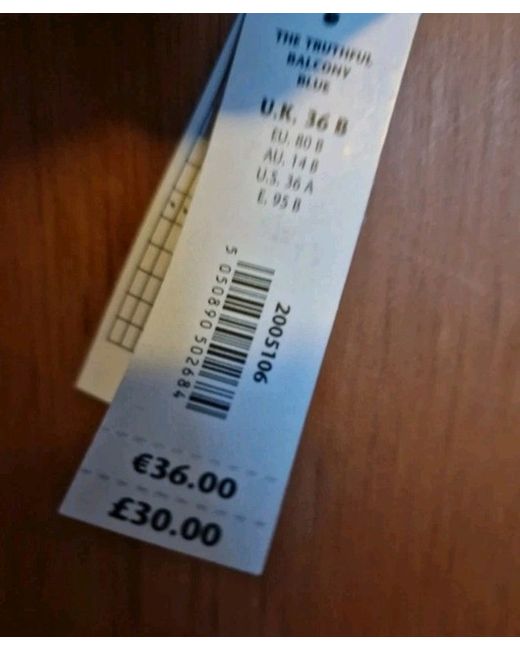 THE TRUTHFUL
BALCONY
BLUE
U.K. 36 B
EU. 80 B
AU. 14 B
U.S. 36 A
E. 95 B
5 050890 502684
2005106
€36.00
£30.00